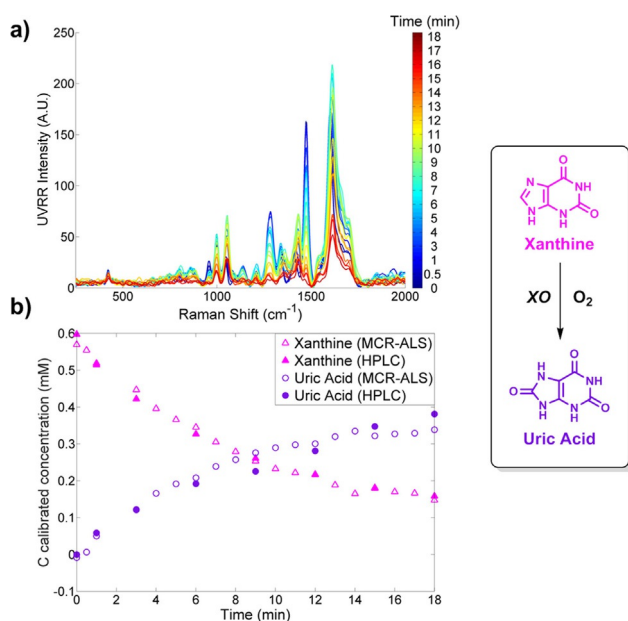 a)
Time (min)
250
200
150
100
50
0
UVRR Intensity (A.U.)
500
1000
1500
2000
Raman Shift (cm⁻¹)
18
17
16
15
14
13
12
11
10
9
8
7
6
5
4
3
2
1
0.5
0
b)
0.6
0.5
0.4
0.3
0.2
0.1
0
-0.1
C calibrated concentration (mM)
Xanthine (MCR-ALS)
Xanthine (HPLC)
Uric Acid (MCR-ALS)
Uric Acid (HPLC)
0
2
4
6
8
10
12
14
16
18
Time (min)
O
N
NH
N
H
N
H
O
Xanthine
XO O₂
O
H
N
NH
O
N
H
N
H
O
Uric Acid